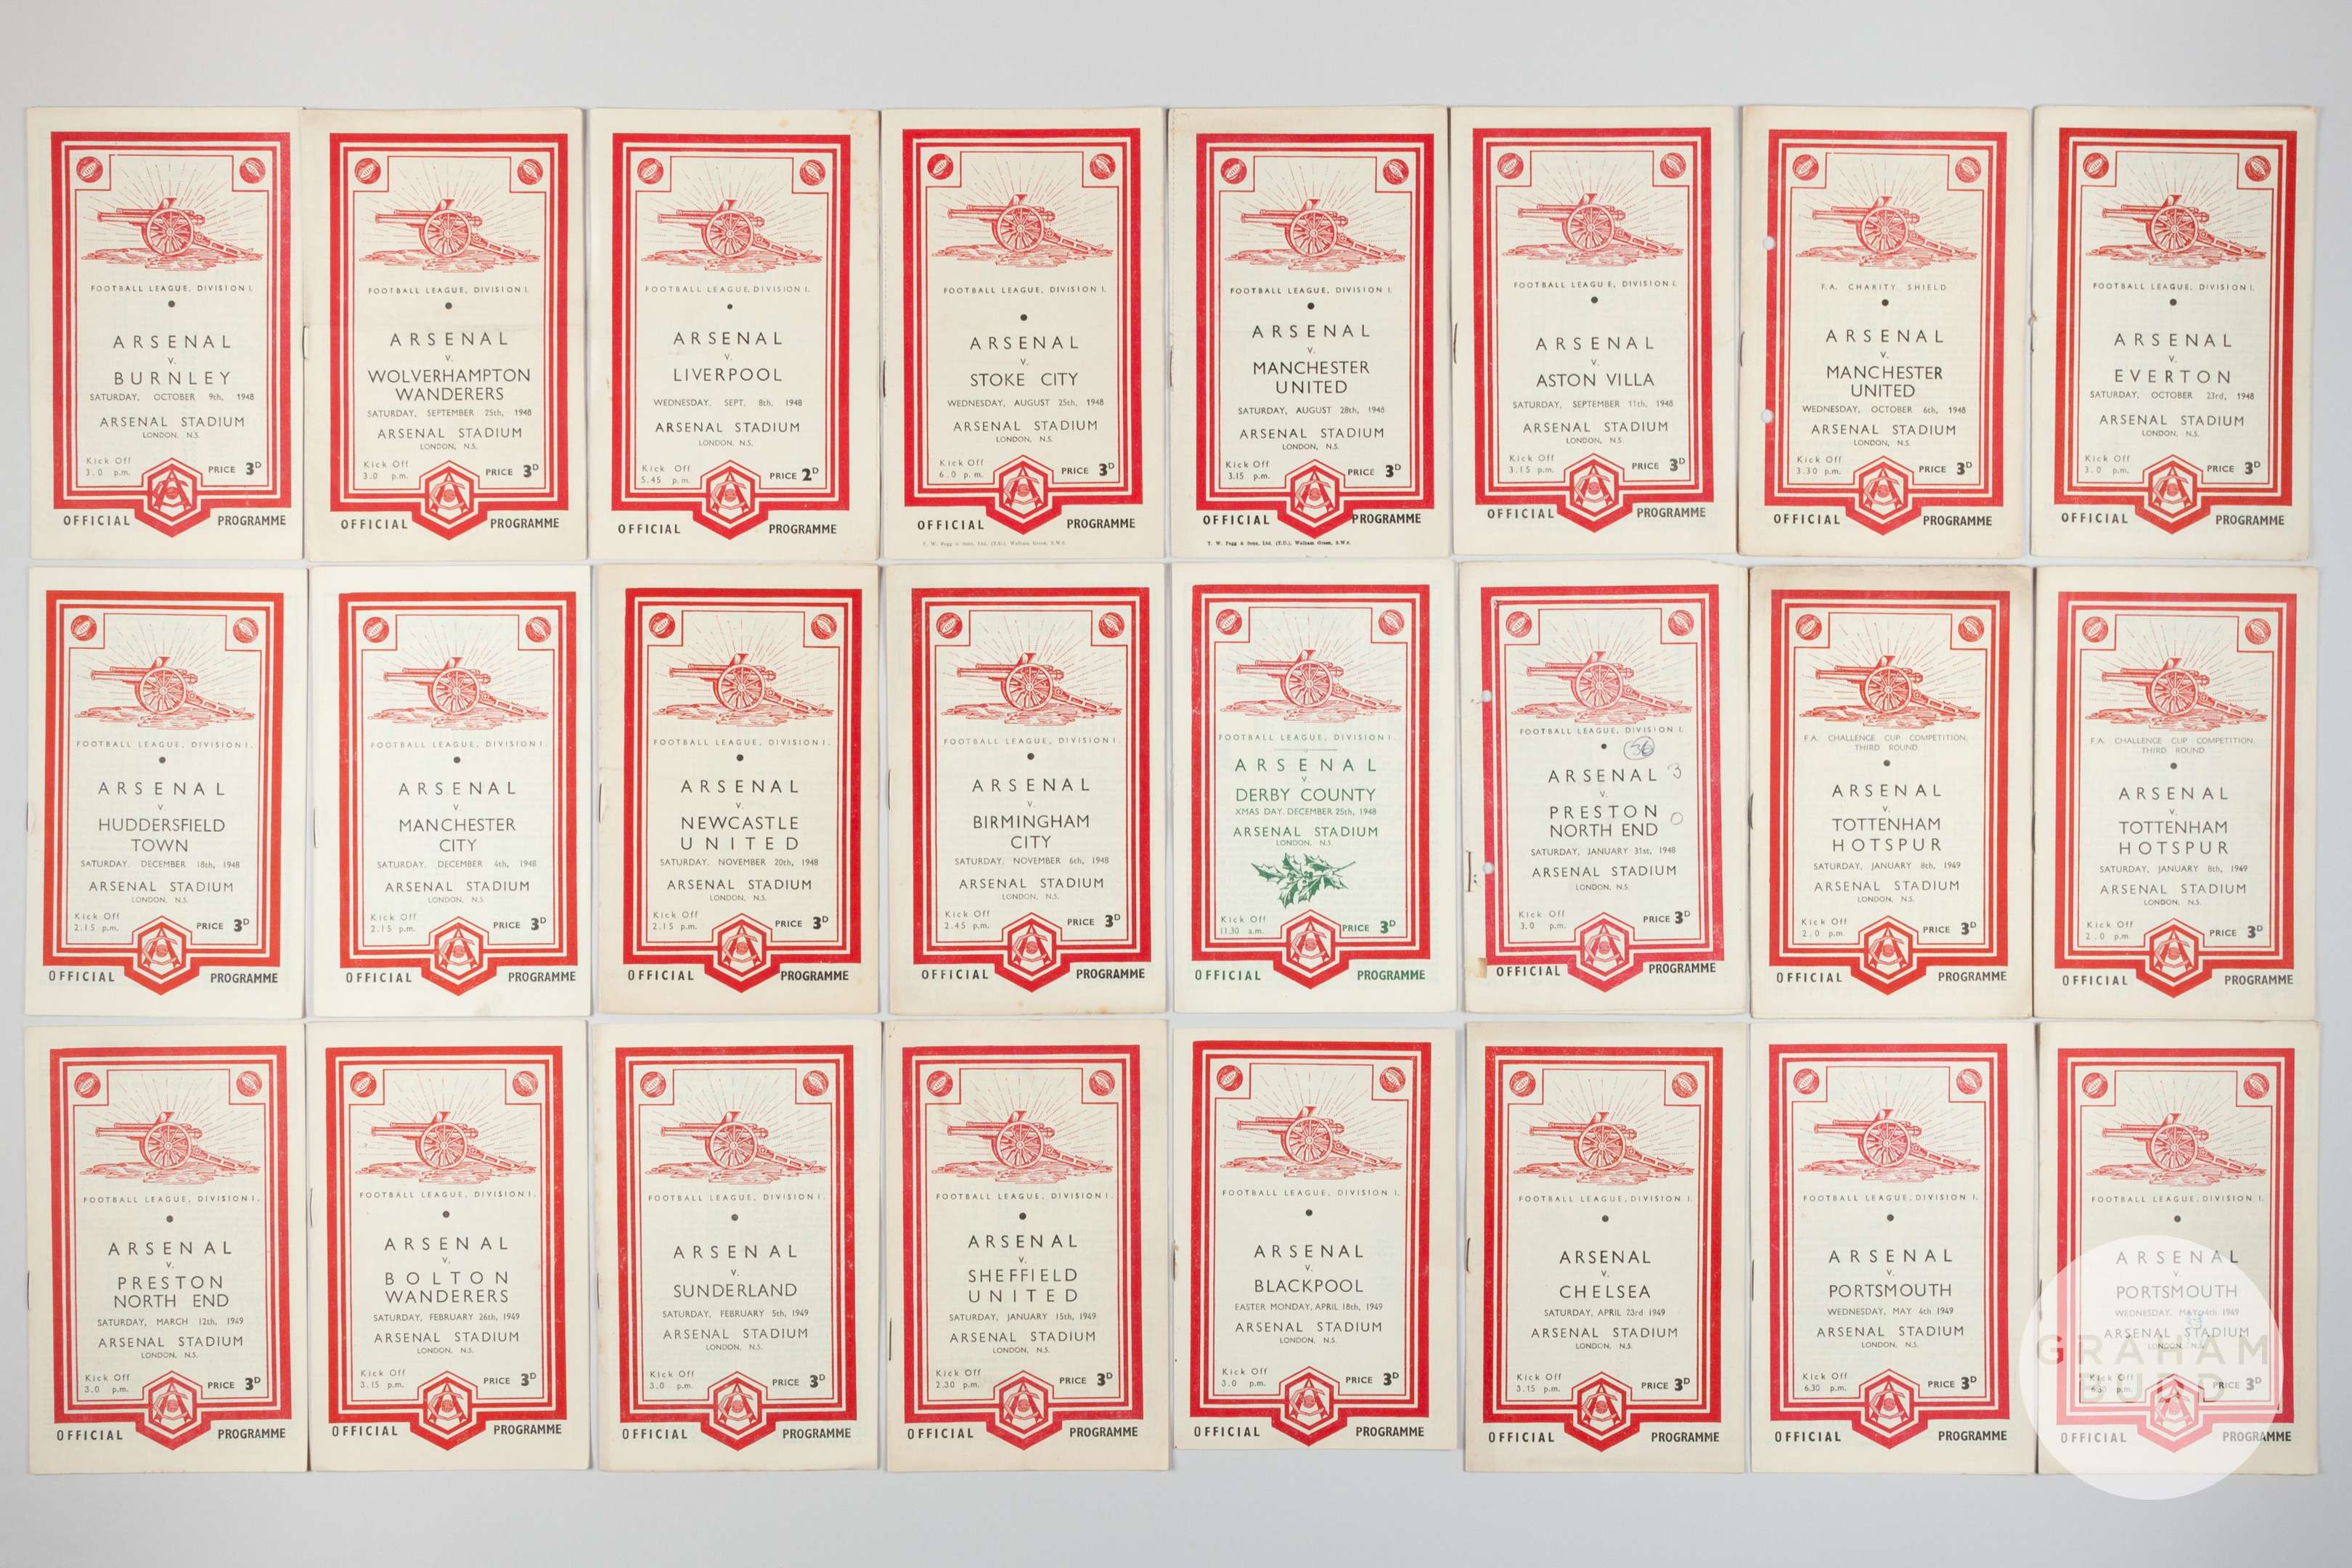 FOOTBALL LEAGUE, DIVISION I.
ARSENAL
v.
BURNLEY
SATURDAY, OCTOBER 9th, 1948
ARSENAL STADIUM
LONDON, N.5.
Kick Off
3.0 p.m.
PRICE 3D
OFFICIAL PROGRAMME
FOOTBALL LEAGUE, DIVISION I.
ARSENAL
v.
WOLVERHAMPTON
WANDERERS
SATURDAY, SEPTEMBER 25th, 1948
ARSENAL STADIUM
LONDON, N.5.
Kick Off
3.0 p.m.
PRICE 3D
OFFICIAL PROGRAMME
FOOTBALL LEAGUE, DIVISION I.
ARSENAL
v.
LIVERPOOL
WEDNESDAY, SEPT. 8th, 1948
ARSENAL STADIUM
LONDON, N.5.
Kick Off
5.45 p.m.
PRICE 2D
OFFICIAL PROGRAMME
FOOTBALL LEAGUE, DIVISION I.
ARSENAL
v.
STOKE CITY
WEDNESDAY, AUGUST 25th, 1948
ARSENAL STADIUM
LONDON, N.5.
Kick Off
6.0 p.m.
PRICE 3D
OFFICIAL PROGRAMME
T. W. Pegg & Sons, Ltd. (T.U.), Walham Green, S.W.6
FOOTBALL LEAGUE, DIVISION I.
ARSENAL
v.
MANCHESTER
UNITED
SATURDAY, AUGUST 28th, 1948
ARSENAL STADIUM
LONDON, N.5.
Kick Off
3.15 p.m.
PRICE 3D
OFFICIAL PROGRAMME
T. W. Pegg & Sons, Ltd. (T.U.), Walham Green, S.W.6
FOOTBALL LEAGUE, DIVISION I.
ARSENAL
v.
ASTON VILLA
SATURDAY, SEPTEMBER 11th, 1948
ARSENAL STADIUM
LONDON, N.5
Kick Off
3.15 p.m.
PRICE 3D
OFFICIAL PROGRAMME
F.A. CHARITY SHIELD
ARSENAL
v.
MANCHESTER
UNITED
WEDNESDAY, OCTOBER 6th, 1948
ARSENAL STADIUM
LONDON, N.5.
Kick Off
3.30 p.m.
PRICE 3D
OFFICIAL PROGRAMME
FOOTBALL LEAGUE, DIVISION I.
ARSENAL
v.
EVERTON
SATURDAY, OCTOBER 23rd, 1948
ARSENAL STADIUM
LONDON, N.5.
Kick Off
3.0 p.m.
PRICE 3D
OFFICIAL PROGRAMME
FOOTBALL LEAGUE, DIVISION I.
ARSENAL
v.
HUDDERSFIELD
TOWN
SATURDAY, DECEMBER 18th, 1948
ARSENAL STADIUM
LONDON, N.5.
Kick Off
2.15 p.m.
PRICE 3D
OFFICIAL PROGRAMME
FOOTBALL LEAGUE, DIVISION I.
ARSENAL
v.
MANCHESTER
CITY
SATURDAY, DECEMBER 4th, 1948
ARSENAL STADIUM
LONDON, N.5.
Kick Off
2.15 p.m.
PRICE 3D
OFFICIAL PROGRAMME
FOOTBALL LEAGUE, DIVISION I.
ARSENAL
v.
NEWCASTLE
UNITED
SATURDAY, NOVEMBER 20th, 1948
ARSENAL STADIUM
LONDON, N.5.
Kick Off
2.15 p.m.
PRICE 3D
OFFICIAL PROGRAMME
FOOTBALL LEAGUE, DIVISION I.
ARSENAL
v.
BIRMINGHAM
CITY
SATURDAY, NOVEMBER 6th, 1948
ARSENAL STADIUM
LONDON, N.5.
Kick Off
2.45 p.m.
PRICE 3D
OFFICIAL PROGRAMME
FOOTBALL LEAGUE, DIVISION I.
ARSENAL
v.
DERBY COUNTY
XMAS DAY, DECEMBER 25th, 1948
ARSENAL STADIUM
LONDON, N.5.
Kick Off
11.30 a.m.
PRICE 3D
OFFICIAL PROGRAMME
FOOTBALL LEAGUE, DIVISION I.
36
ARSENAL 3
v.
PRESTON
NORTH END 0
SATURDAY, JANUARY 31st, 1948
ARSENAL STADIUM
LONDON, N.5.
Kick Off
3.0 p.m.
PRICE 3D
OFFICIAL PROGRAMME
F.A. CHALLENGE CUP COMPETITION,
THIRD ROUND
ARSENAL
v.
TOTTENHAM
HOTSPUR
SATURDAY, JANUARY 8th, 1949
ARSENAL STADIUM
LONDON, N.5.
Kick Off
2.0 p.m.
PRICE 3D
OFFICIAL PROGRAMME
F.A. CHALLENGE CUP COMPETITION,
THIRD ROUND
ARSENAL
v.
TOTTENHAM
HOTSPUR
SATURDAY, JANUARY 8th, 1949
ARSENAL STADIUM
LONDON, N.5.
Kick Off
2.0 p.m.
PRICE 3D
OFFICIAL PROGRAMME
FOOTBALL LEAGUE, DIVISION I.
ARSENAL
v.
PRESTON
NORTH END
SATURDAY, MARCH 12th, 1949
ARSENAL STADIUM
LONDON, N.5.
Kick Off
3.0 p.m.
PRICE 3D
OFFICIAL PROGRAMME
FOOTBALL LEAGUE, DIVISION I.
ARSENAL
v.
BOLTON
WANDERERS
SATURDAY, FEBRUARY 26th, 1949
ARSENAL STADIUM
LONDON, N.5.
Kick Off
3.15 p.m.
PRICE 3D
OFFICIAL PROGRAMME
FOOTBALL LEAGUE, DIVISION I.
ARSENAL
v.
SUNDERLAND
SATURDAY, FEBRUARY 5th, 1949
ARSENAL STADIUM
LONDON, N.5.
Kick Off
3.0 p.m.
PRICE 3D
OFFICIAL PROGRAMME
FOOTBALL LEAGUE, DIVISION I.
ARSENAL
v.
SHEFFIELD
UNITED
SATURDAY, JANUARY 15th, 1949
ARSENAL STADIUM
LONDON, N.5.
Kick Off
2.30 p.m.
PRICE 3D
OFFICIAL PROGRAMME
FOOTBALL LEAGUE, DIVISION I.
ARSENAL
v.
BLACKPOOL
EASTER MONDAY, APRIL 18th, 1949
ARSENAL STADIUM
LONDON, N.5.
Kick Off
3.0 p.m.
PRICE 3D
OFFICIAL PROGRAMME
FOOTBALL LEAGUE, DIVISION I.
ARSENAL
v.
CHELSEA
SATURDAY, APRIL 23rd 1949
ARSENAL STADIUM
LONDON, N.5.
Kick Off
3.15 p.m.
PRICE 3D
OFFICIAL PROGRAMME
FOOTBALL LEAGUE, DIVISION I.
ARSENAL
v.
PORTSMOUTH
WEDNESDAY, MAY 4th 1949
ARSENAL STADIUM
LONDON, N.5.
Kick Off
6.30 p.m.
PRICE 3D
OFFICIAL PROGRAMME
FOOTBALL LEAGUE, DIVISION I.
ARSENAL
v.
PORTSMOUTH
WEDNESDAY, MAY 4th 1949
ARSENAL STADIUM
LONDON, N.5.
Kick Off
6.30 p.m.
PRICE 3D
OFFICIAL PROGRAMME
GRAHAM
BUDD